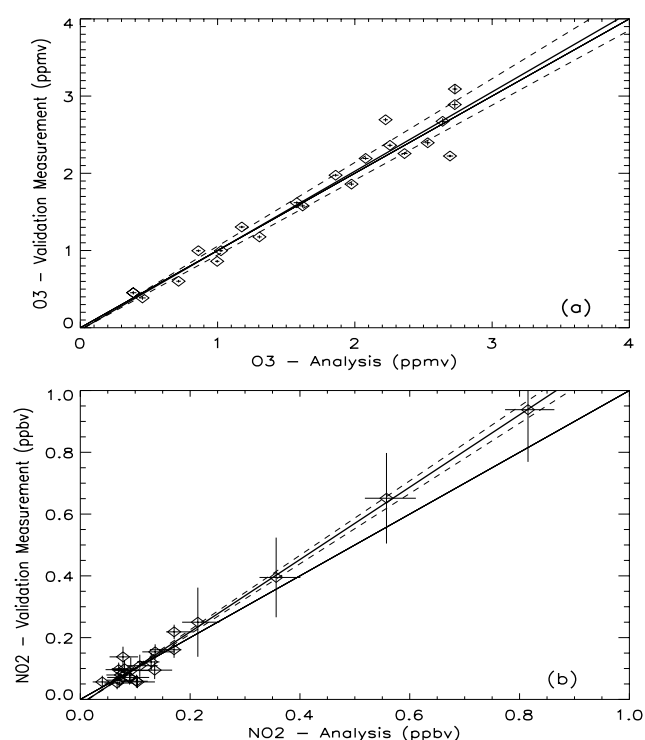 4
3
2
1
0
O3 – Validation Measurement (ppmv)
(a)
0 1 2 3 4
O3 – Analysis (ppmv)
1.0
0.8
0.6
0.4
0.2
0.0
NO2 – Validation Measurement (ppbv)
(b)
0.0 0.2 0.4 0.6 0.8 1.0
NO2 – Analysis (ppbv)